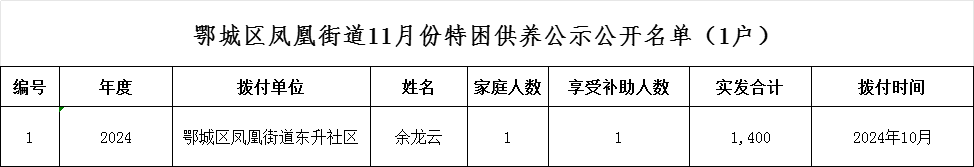 鄂城区凤凰街道11月份特困供养公示公开名单（1户）
编号 年度 拨付单位 姓名 家庭人数 享受补助人数 实发合计 拨付时间
1 2024 鄂城区凤凰街道东升社区 余龙云 1 1 1,400 2024年10月